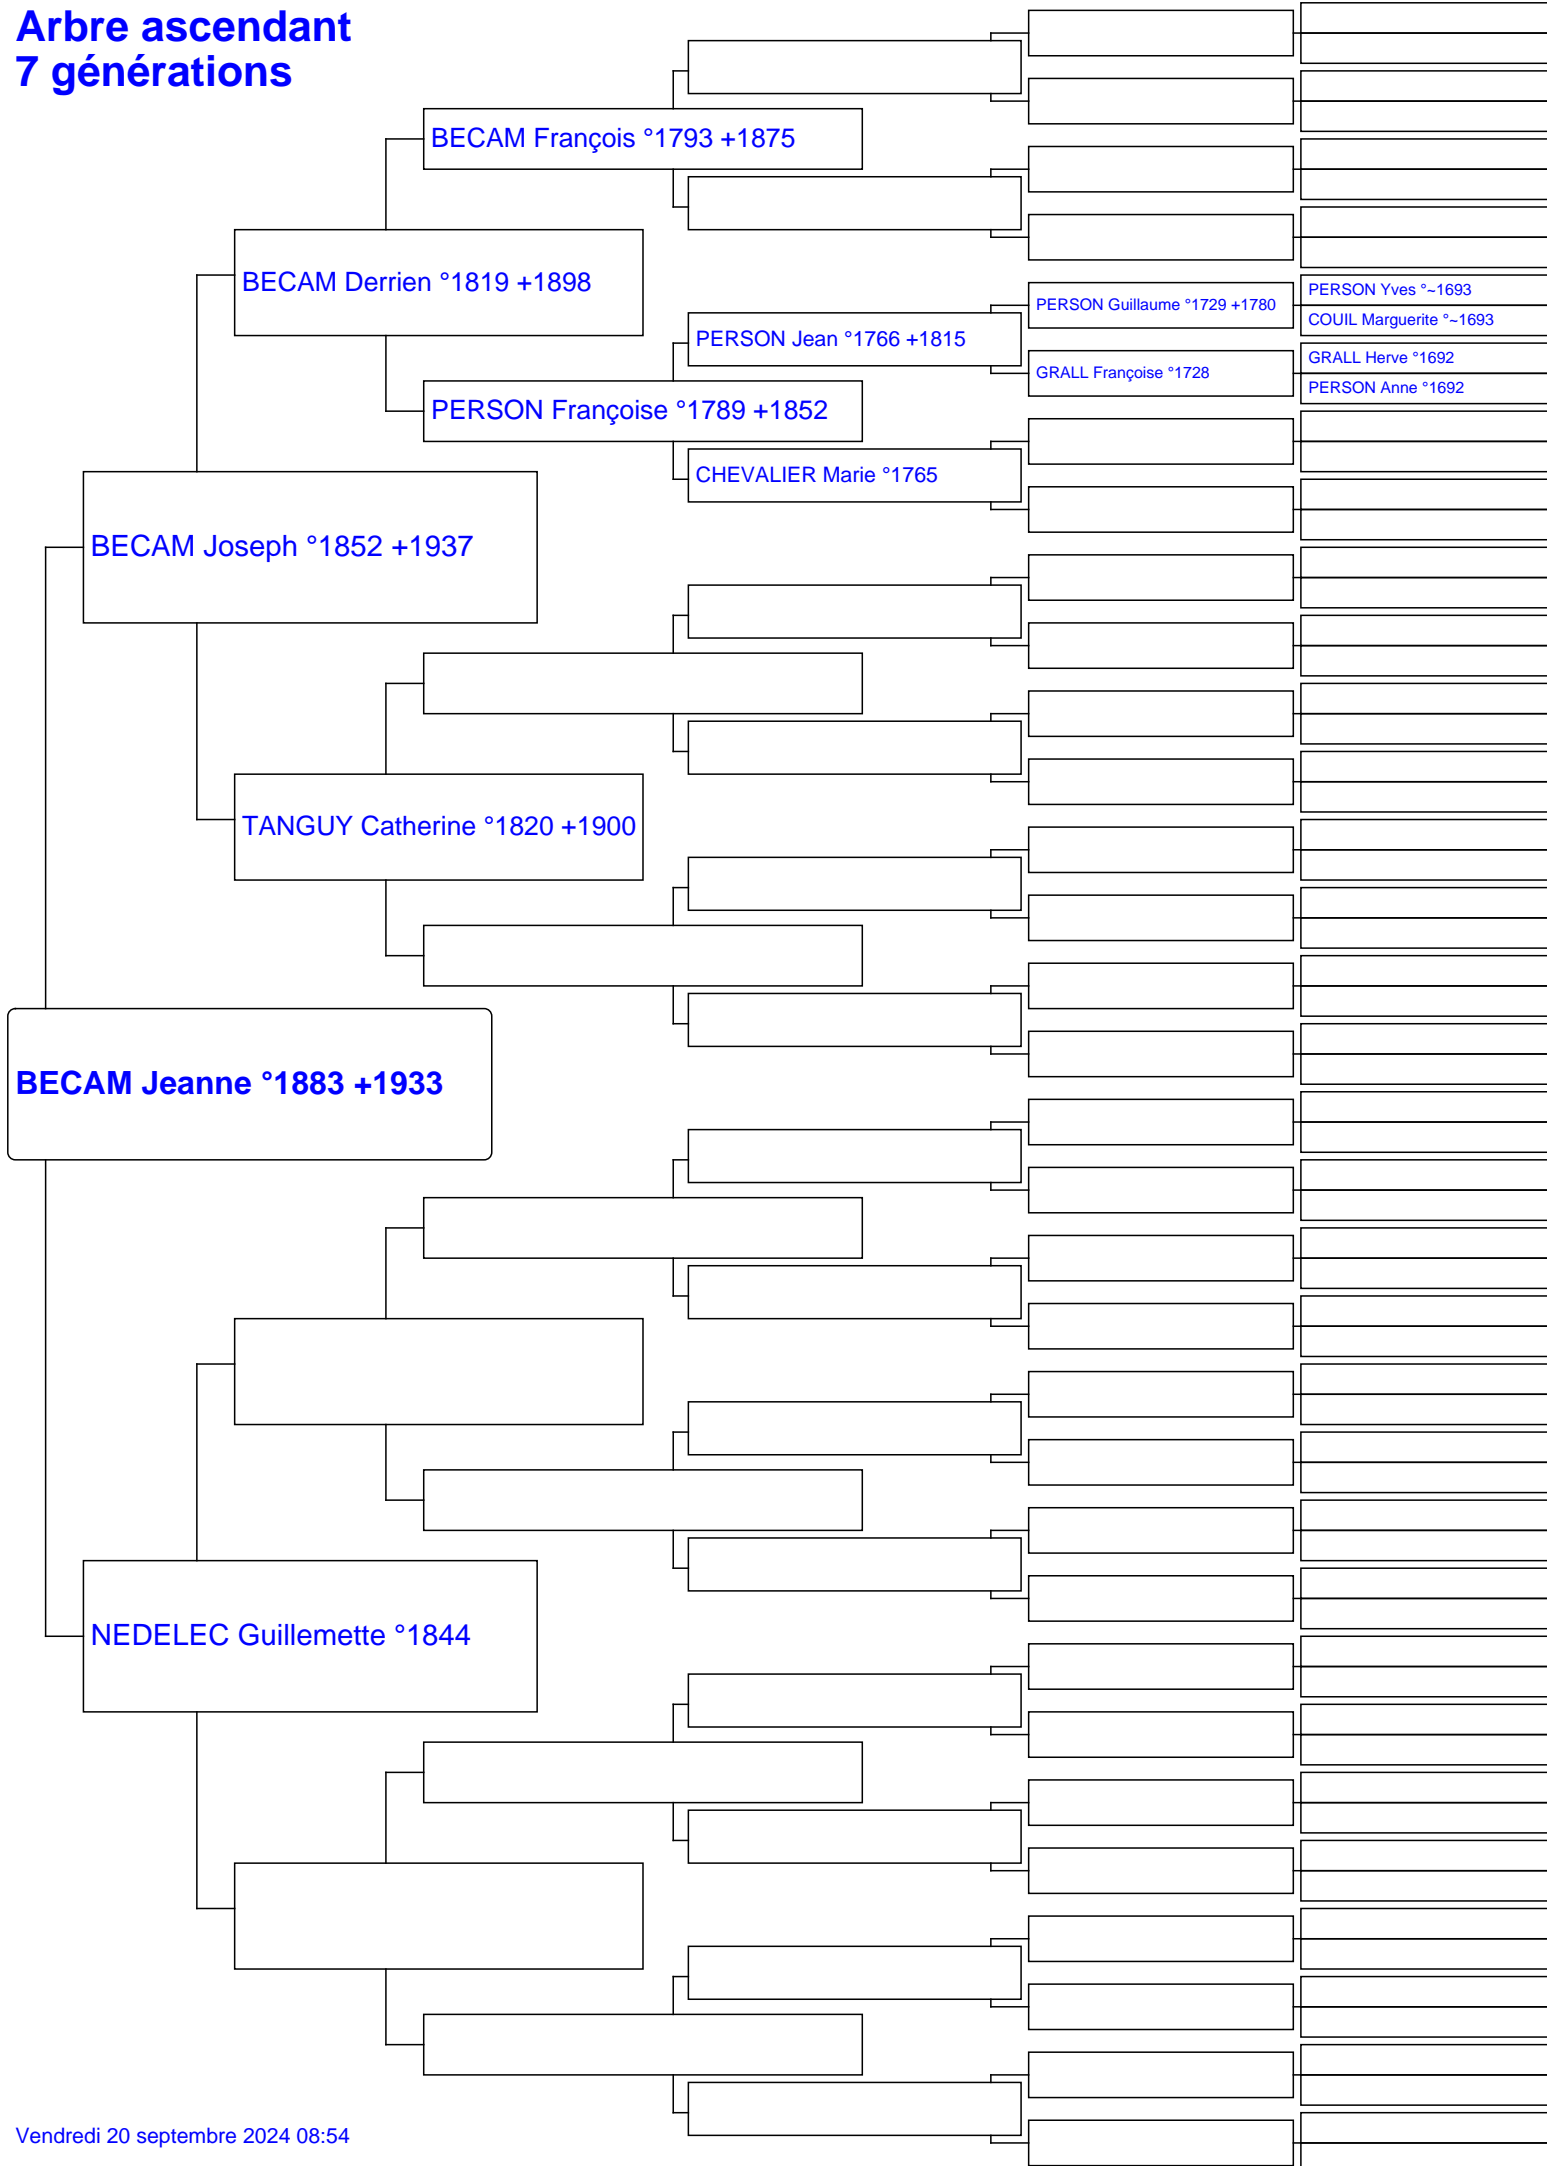 Arbre ascendant
7 générations
BECAM François °1793 +1875
BECAM Derrien °1819 +1898
PERSON Yves °~1693
PERSON Guillaume °1729 +1780
COUIL Marguerite °~1693
PERSON Jean °1766 +1815
GRALL Herve °1692
GRALL Françoise °1728
PERSON Anne °1692
PERSON Françoise °1789 +1852
CHEVALIER Marie °1765
BECAM Joseph °1852 +1937
TANGUY Catherine °1820 +1900
BECAM Jeanne °1883 +1933
NEDELEC Guillemette °1844
Vendredi 20 septembre 2024 08:54